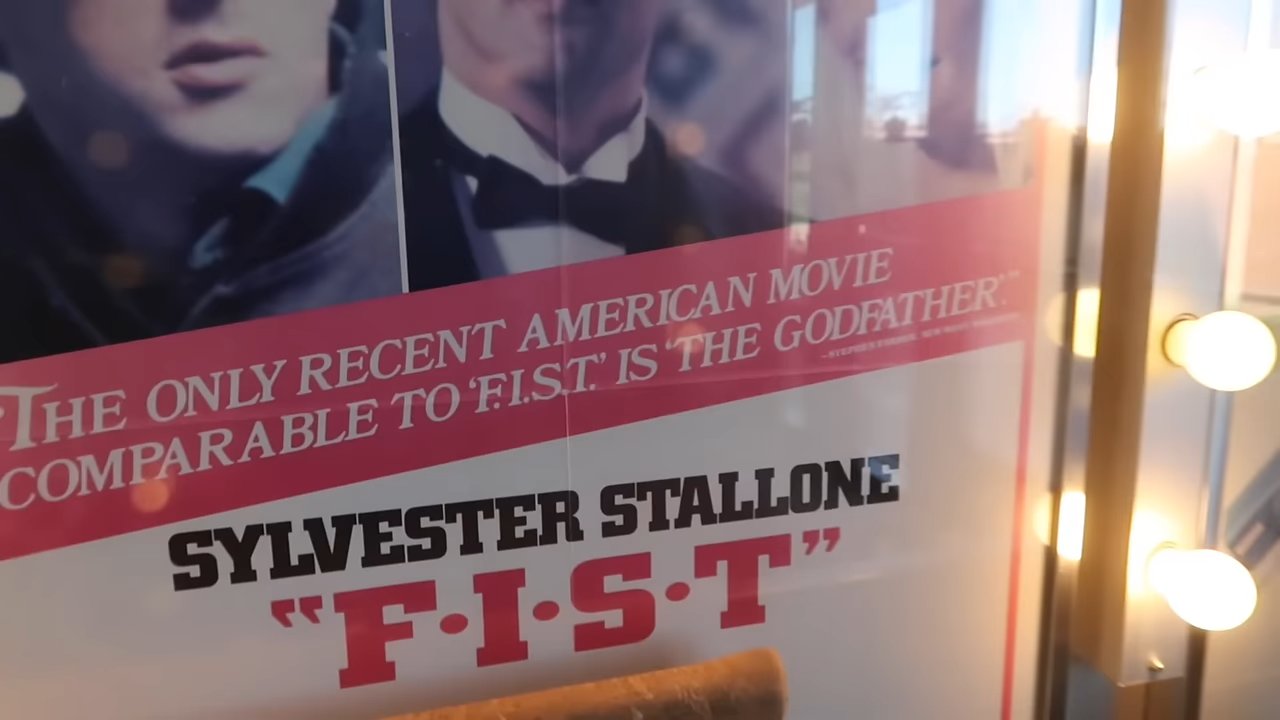 “THE ONLY RECENT AMERICAN MOVIE
COMPARABLE TO ‘F.I.S.T.’ IS ‘THE GODFATHER’.”
SYLVESTER STALLONE
"F•I•S•T"